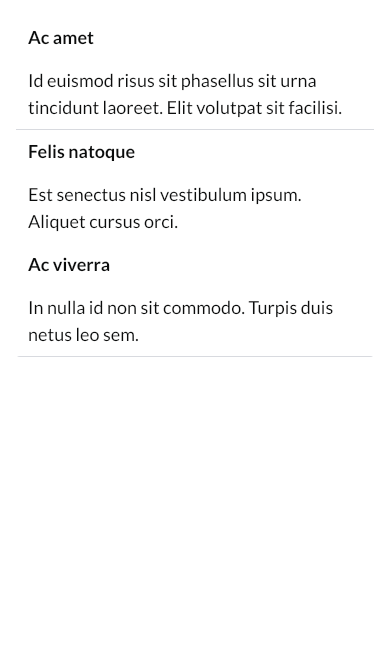 Ac amet
Id euismod risus sit phasellus sit urna
tincidunt laoreet. Elit volutpat sit facilisi.
Felis natoque
Est senectus nisl vestibulum ipsum.
Aliquet cursus orci.
Ac viverra
In nulla id non sit commodo. Turpis duis
netus leo sem.